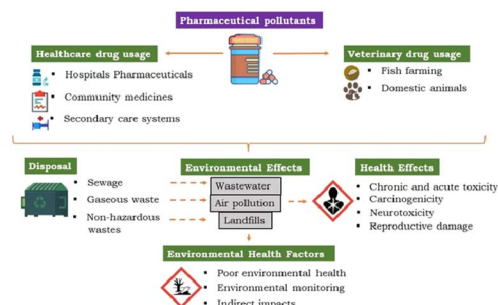 Pharmaceutical pollutants
Healthcare drug usage
Hospitals Pharmaceuticals
Community medicines
Secondary care systems
Veterinary drug usage
Fish farming
Domestic animals
Disposal
Sewage
Gaseous waste
Non-hazardous
wastes
Environmental Effects
Wastewater
Air pollution
Landfills
Health Effects
Chronic and acute toxicity
Carcinogenicity
Neurotoxicity
Reproductive damage
Environmental Health Factors
Poor environmental health
Environmental monitoring
Indirect impacts